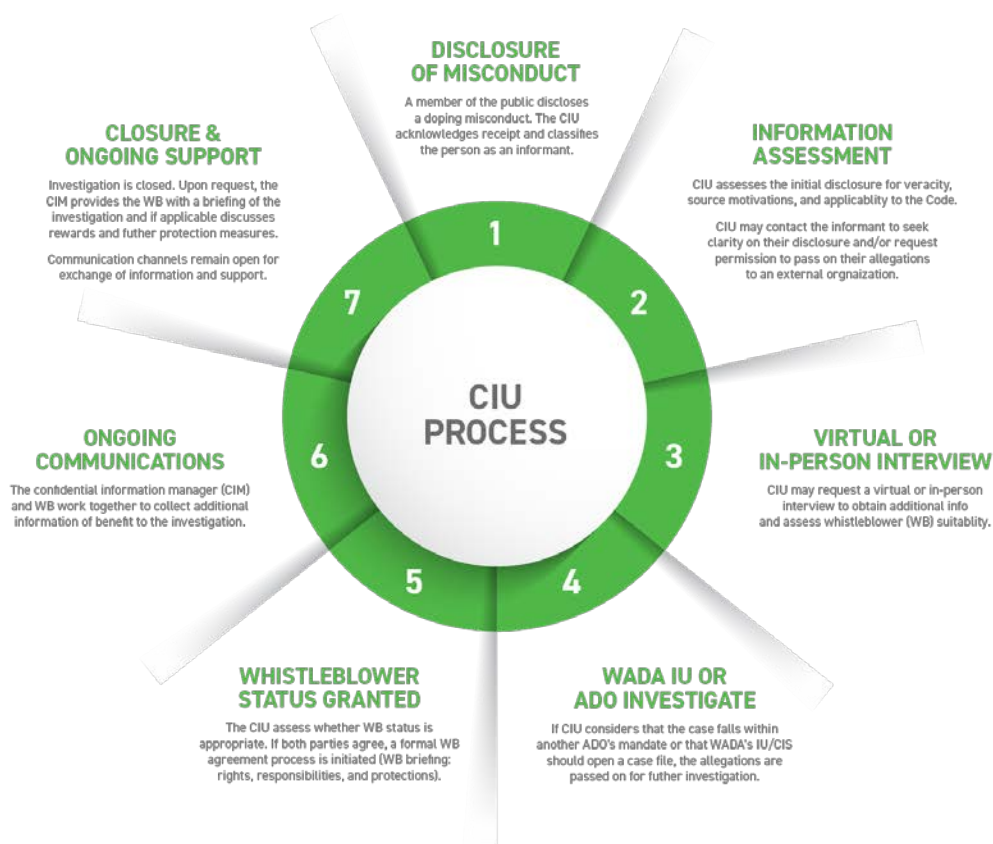 DISCLOSURE
OF MISCONDUCT
A member of the public discloses
a doping misconduct. The CIU
acknlowledges receipt and classifies
the person as an informant.
INFORMATION
ASSESSMENT
CIU assesses the initial disclosure for veracity,
source motivations, and applicablity to the Code.
CIU may contact the informant to seek
clarity on their disclosure and/or request
permission to pass on their allegations
to an external orgnaization.
VIRTUAL OR
IN-PERSON INTERVIEW
CIU may request a virtual or in-person
interview to obtain additional info
and assess whistleblower (WB) suitablity.
WADA IU OR
ADO INVESTIGATE
If CIU considers that the case falls within
another ADO's mandate or that WADA's IU/CIS
should open a case file, the allegations are
passed on for futher investigation.
WHISTLEBLOWER
STATUS GRANTED
The CIU assess whether WB status is
appropriate. If both parties agree, a formal WB
agreement process is initiated (WB briefing:
rights, responsibilities, and protections).
ONGOING
COMMUNICATIONS
The confidential information manager (CIM)
and WB work together to collect additional
information of benefit to the investigation.
CLOSURE &
ONGOING SUPPORT
Investigation is closed. Upon request, the
CIM provides the WB with a briefing of the
investigation and if applicable discusses
rewards and futher protection measures.
Communication channels remain open for
exchange of information and support.
1
2
3
4
5
6
7
CIU
PROCESS